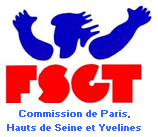 FSGT
Commission de Paris,
Hauts de Seine et Yvelines